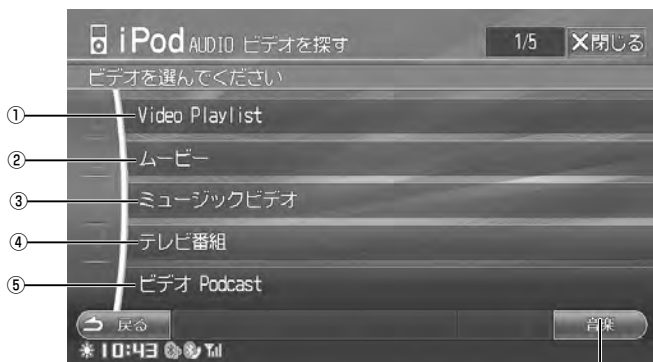 iPod AUDIO ビデオを探す 1/5 ×閉じる
ビデオを選んでください
① Video Playlist
② ムービー
③ ミュージックビデオ
④ テレビ番組
⑤ ビデオ Podcast
戻る 音楽
10:43